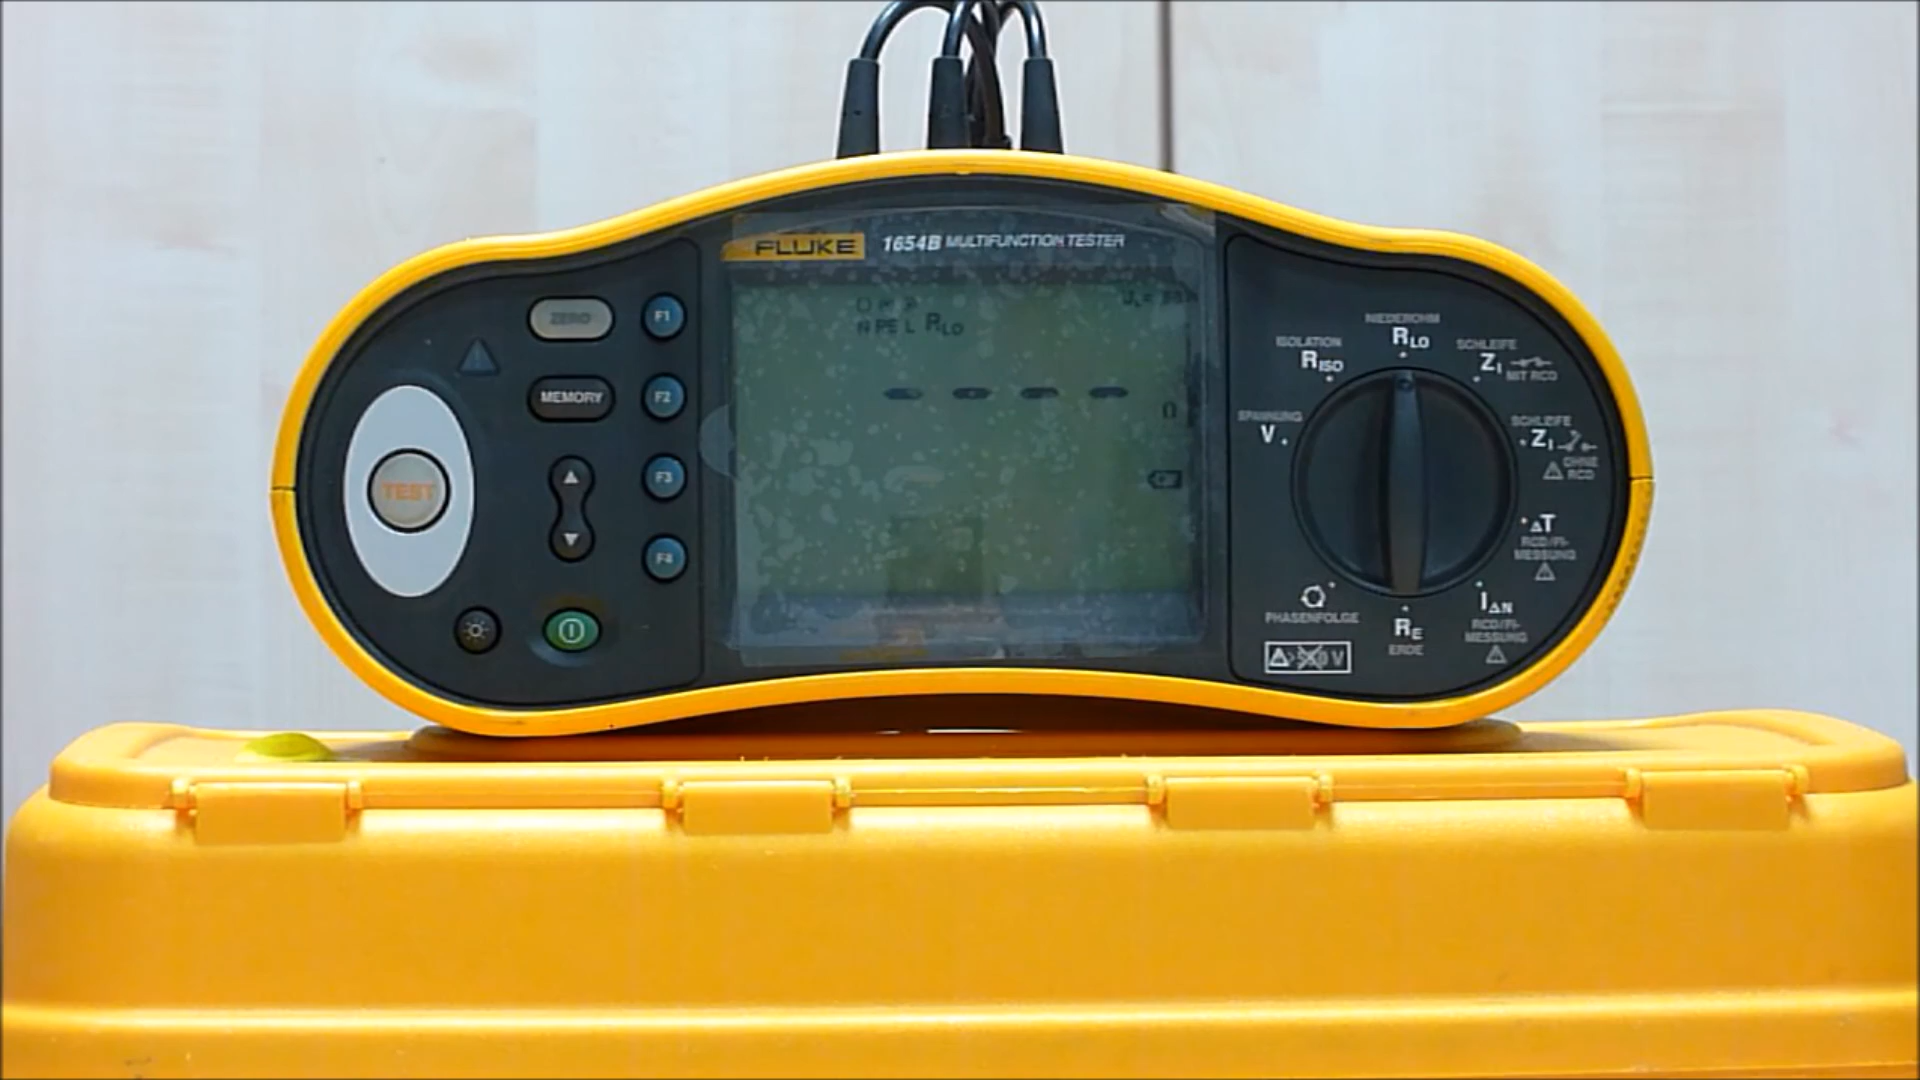 FLUKE 1654B MULTIFUNCTION TESTER
ZERO
F1
MEMORY
F2
TEST
F3
F4
N PE L RLO
- - - -
NIEDEROHM
RLO
ISOLATION
RISO
SCHLEIFE
ZI
MIT RCD
SPANNUNG
V
SCHLEIFE
ZI
OHNE
RCD
ΔT
RCD/FI-
MESSUNG
PHASENFOLGE
IΔN
RCD/FI-
MESSUNG
RE
ERDE